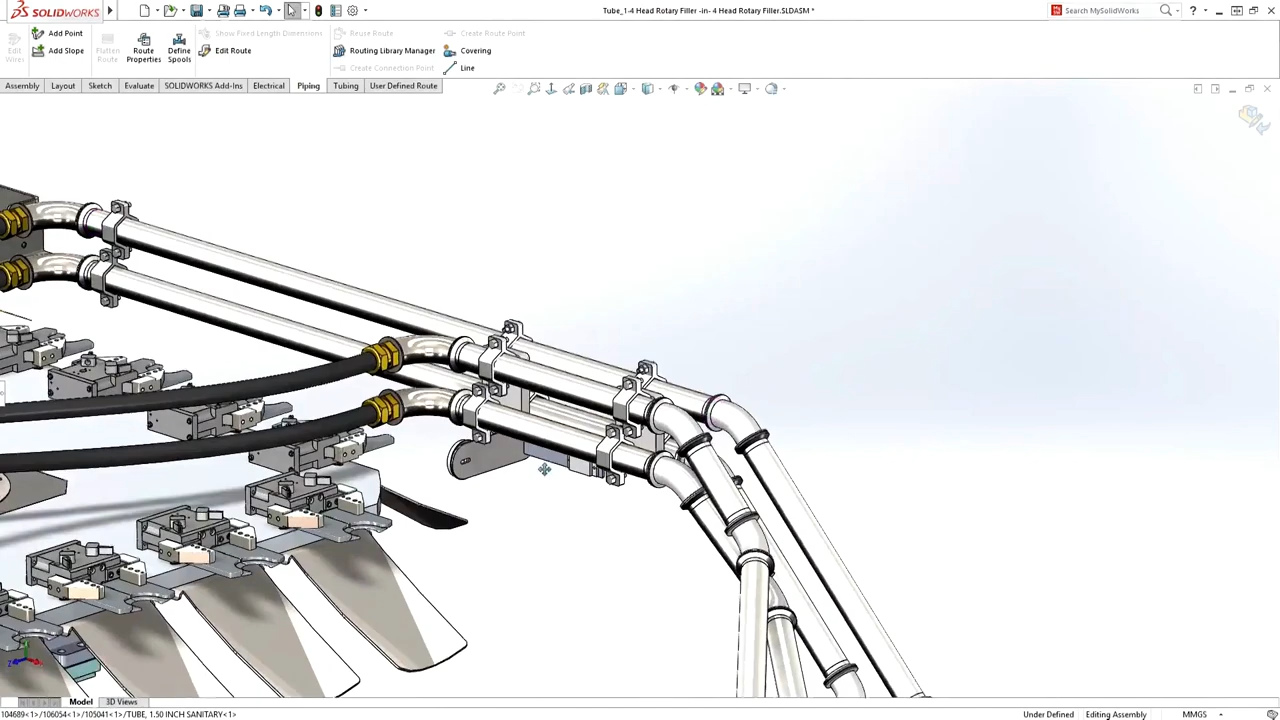 SOLIDWORKS
Tube_1-4 Head Rotary Filler -in- 4 Head Rotary Filler.SLDASM *
Search MySolidWorks
?
Edit Wires
Add Point
Add Slope
Flatten Route
Route Properties
Define Spools
Show Fixed Length Dimensions
Edit Route
Reuse Route
Routing Library Manager
Create Connection Point
Create Route Point
Covering
Line
Assembly
Layout
Sketch
Evaluate
SOLIDWORKS Add-Ins
Electrical
Piping
Tubing
User Defined Route
Model
3D Views
104689<1>/106054<1>/105041<1>/TUBE, 1.50 INCH SANITARY<1>
Under Defined
Editing Assembly
MMGS